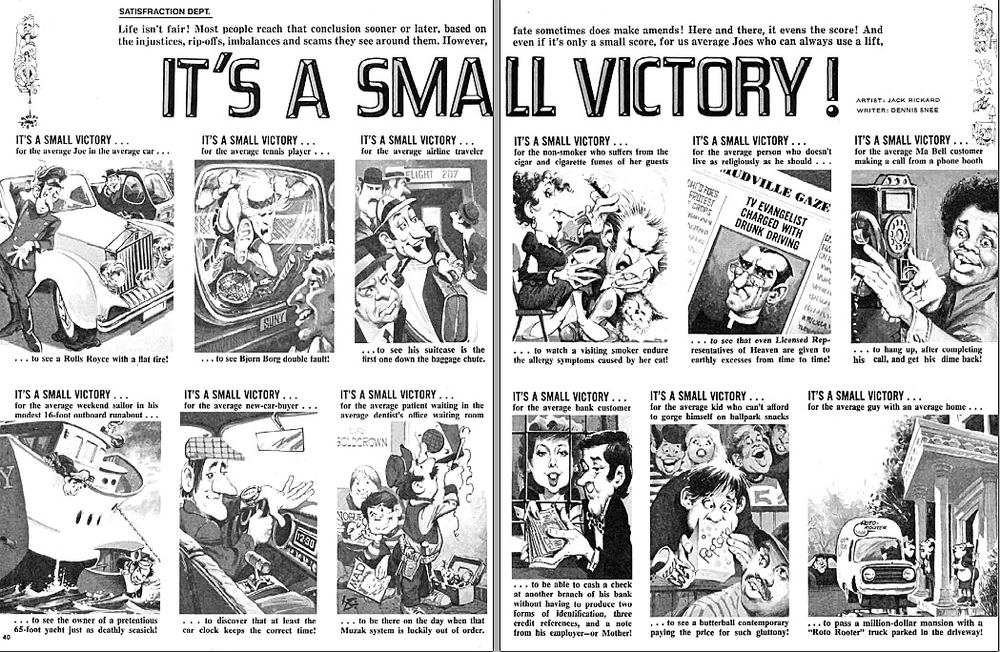 SATISFACTION DEPT.
Life isn't fair! Most people reach that conclusion sooner or later, based on
the injustices, rip-offs, imbalances and scams they see around them. However,
fate sometimes does make amends! Here and there, it evens the score! And
even if it's only a small score, for us average Joes who can always use a lift,
IT'S A SMALL VICTORY!
ARTIST: JACK RICKARD
WRITER: DENNIS SNEE
IT'S A SMALL VICTORY . . .
for the average Joe in the average car . . .
. . . to see a Rolls Royce with a flat tire!
IT'S A SMALL VICTORY . . .
for the average tennis player . . .
SONY
. . . to see Bjorn Borg double fault!
IT'S A SMALL VICTORY . . .
for the average airline traveler
FLIGHT 207
. . . to see his suitcase is the
first one down the baggage chute.
IT'S A SMALL VICTORY . . .
for the non-smoker who suffers from the
cigar and cigarette fumes of her guests
. . . to watch a visiting smoker endure
the allergy symptoms caused by her cat!
IT'S A SMALL VICTORY . . .
for the average person who doesn't
live as religiously as he should . . .
MUDVILLE GAZE
TV EVANGELIST
CHARGED WITH
DRUNK DRIVING
. . . to see that even Licensed Rep-
resentatives of Heaven are given to
earthly excesses from time to time!
IT'S A SMALL VICTORY . . .
for the average Ma Bell customer
making a call from a phone booth
. . . to hang up, after completing
his call, and get his dime back!
IT'S A SMALL VICTORY . . .
for the average weekend sailor in his
modest 16-foot outboard runabout . . .
. . . to see the owner of a pretentious
65-foot yacht just as deathly seasick!
IT'S A SMALL VICTORY . . .
for the average new-car-buyer . . .
1200
. . . to discover that at least the
car clock keeps the correct time!
IT'S A SMALL VICTORY . . .
for the average patient waiting in the
average dentist's office waiting room
GOLDCROWN
VOGUE
MAD
. . . to be there on the day when that
Muzak system is luckily out of order.
IT'S A SMALL VICTORY . . .
for the average bank customer
. . . to be able to cash a check
at another branch of his bank
without having to produce two
forms of identification, three
credit references, and a note
from his employer—or Mother!
IT'S A SMALL VICTORY . . .
for the average kid who can't afford
to gorge himself on ballpark snacks
5
POPCORN
. . . to see a butterball contemporary
paying the price for such gluttony!
IT'S A SMALL VICTORY . . .
for the average guy with an average home . . .
ROTO-
ROOTER
. . . to pass a million-dollar mansion with a
"Roto Rooter" truck parked in the driveway!
40